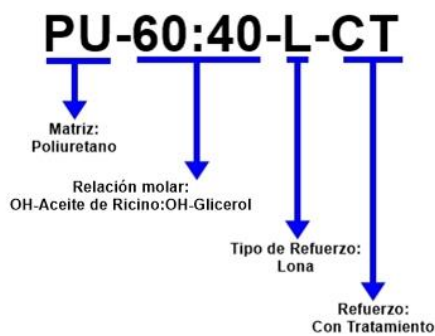 PU-60:40-L-CT
Matriz:
Poliuretano
Relación molar:
OH-Aceite de Ricino:OH-Glicerol
Tipo de Refuerzo:
Lona
Refuerzo:
Con Tratamiento